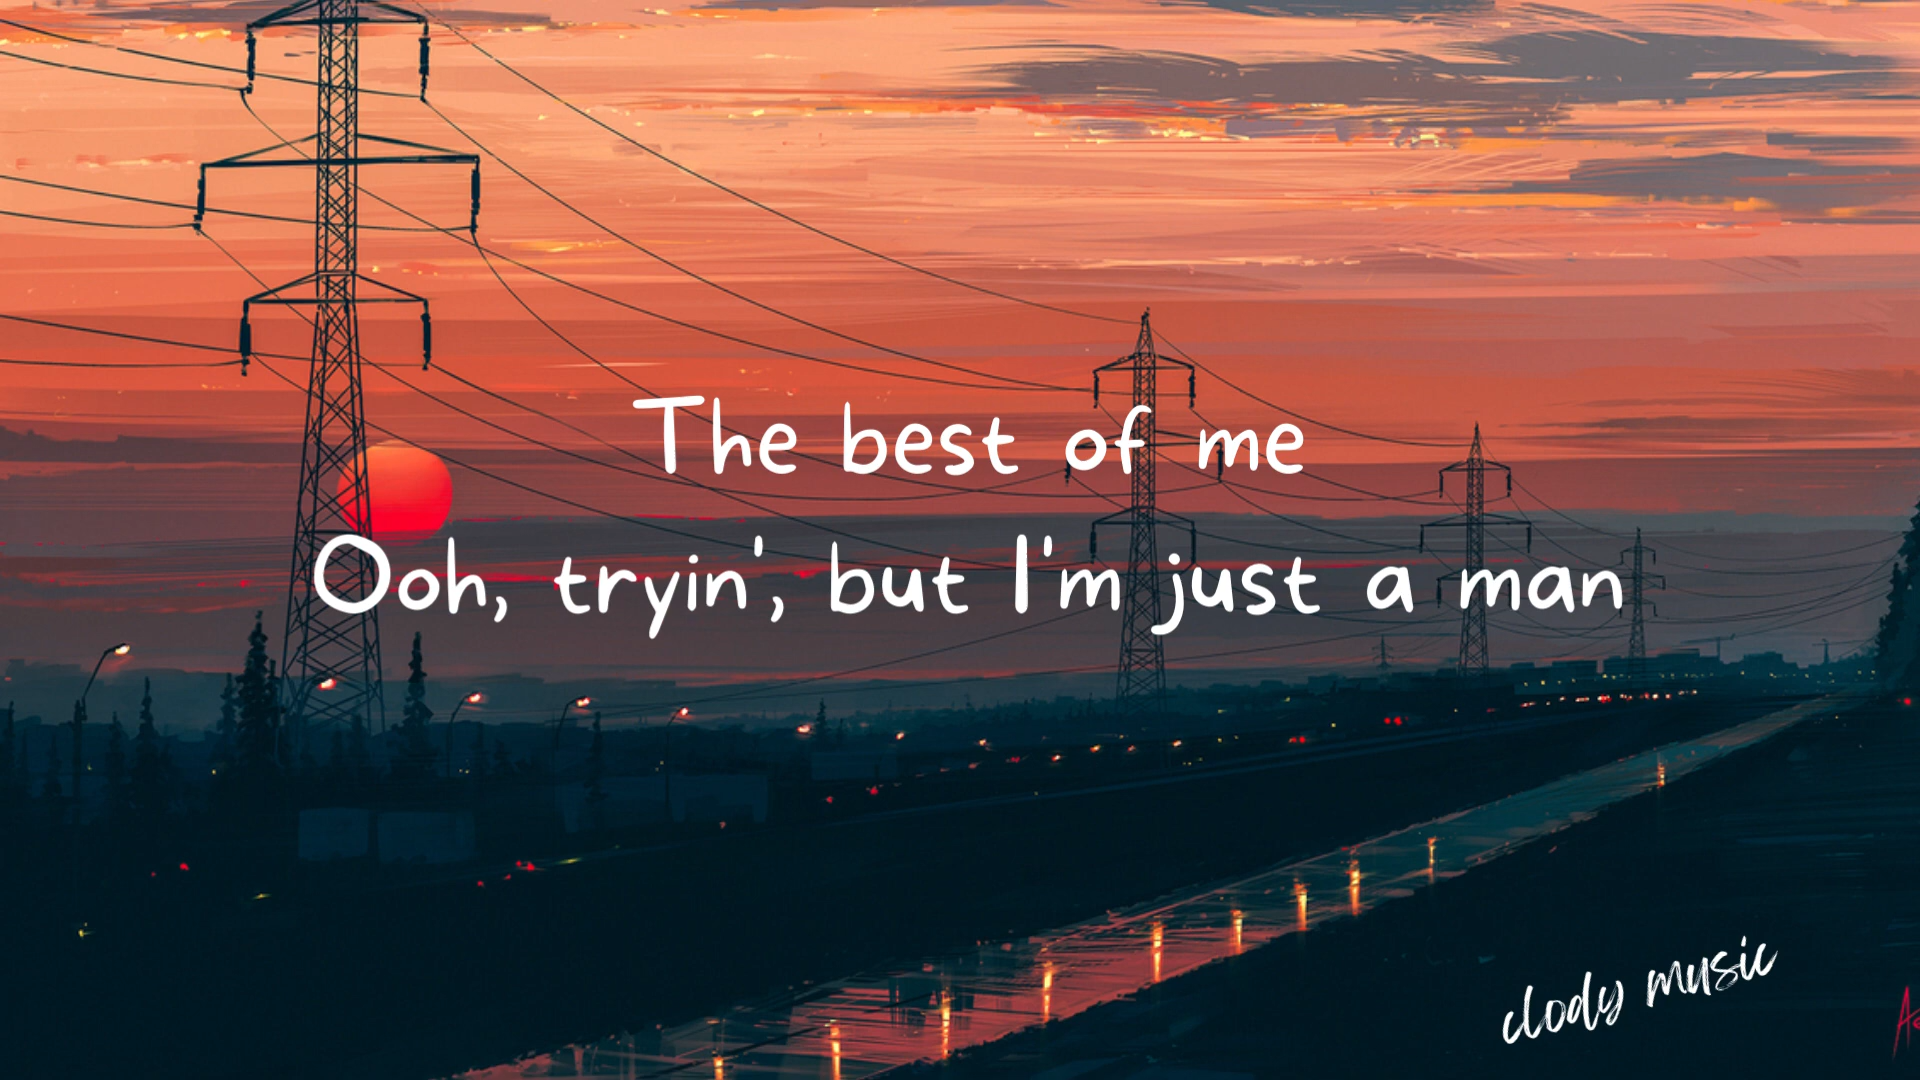 The best of me
Ooh, tryin', but I'm just a man
clody music